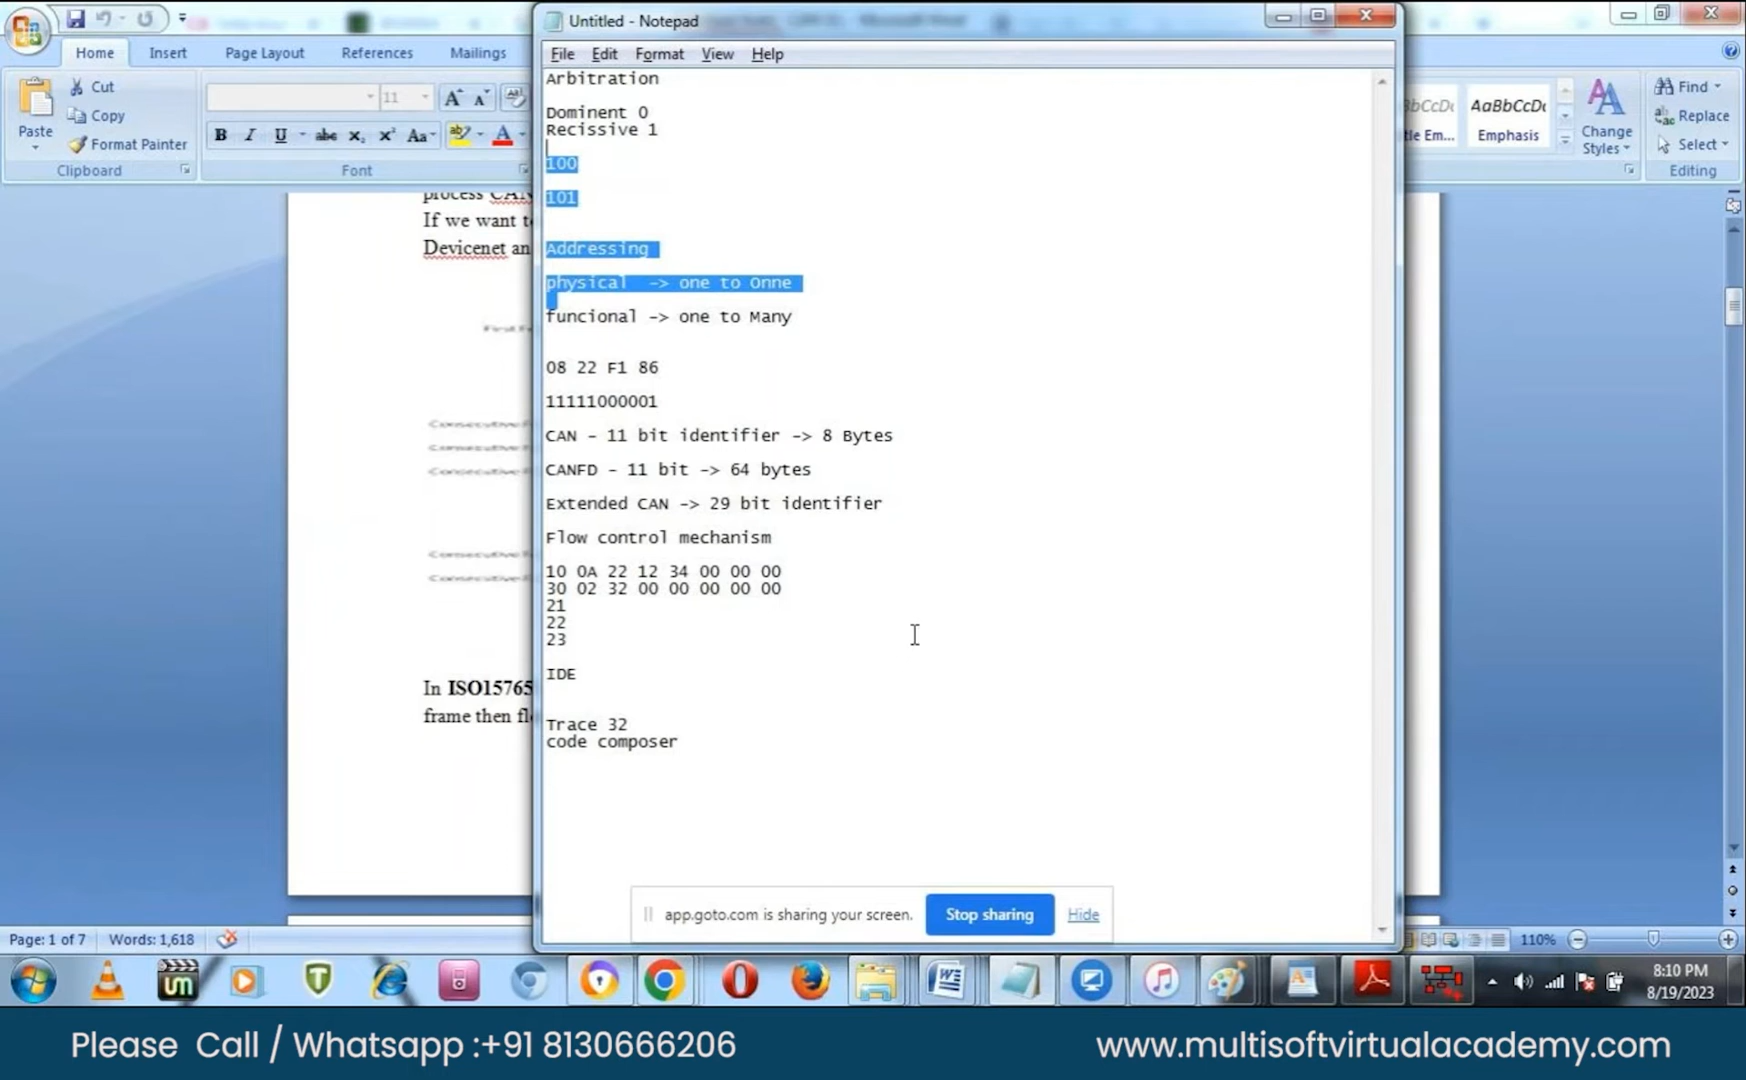 Untitled - Notepad
Home Insert Page Layout References Mailings
File Edit Format View Help
Cut
Copy
Format Painter
Paste
Clipboard
11
B I U abc x₂ x² Aa
Font
Emphasis
Change Styles
Find
Replace
Select
Editing
Arbitration
Dominent 0
Recissive 1
100
101
Addressing
physical -> one to Onne
funcional -> one to Many
08 22 F1 86
11111000001
CAN - 11 bit identifier -> 8 Bytes
CANFD - 11 bit -> 64 bytes
Extended CAN -> 29 bit identifier
Flow control mechanism
10 0A 22 12 34 00 00 00
30 02 32 00 00 00 00 00
21
22
23
IDE
Trace 32
code composer
If we want
Devicenet an
In ISO15765
frame then
app.goto.com is sharing your screen. Stop sharing Hide
Page: 1 of 7 Words: 1,618
110%
8:10 PM
8/19/2023
Please Call / Whatsapp :+91 8130666206
www.multisoftvirtualacademy.com